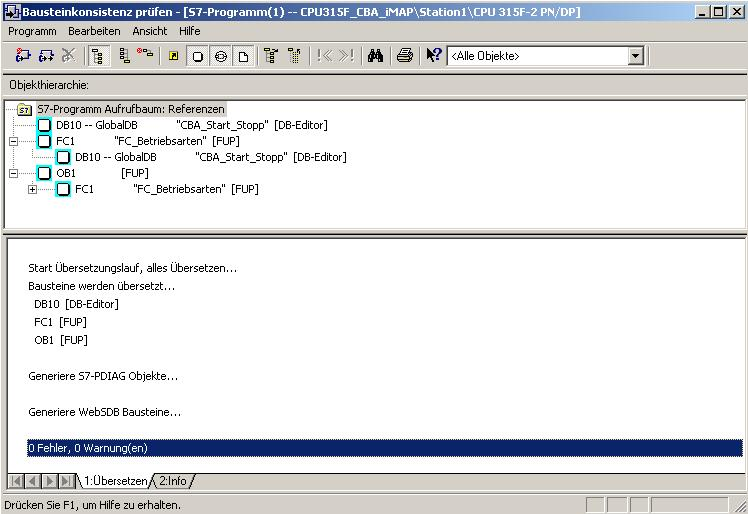 Bausteinkonsistenz prüfen - [S7-Programm(1) -- CPU315F_CBA_iMAP\Station1\CPU 315F-2 PN/DP]
Programm Bearbeiten Ansicht Hilfe
<Alle Objekte>
Objekthierarchie:
S7 S7-Programm Aufrufbaum: Referenzen
DB10 -- GlobalDB "CBA_Start_Stopp" [DB-Editor]
FC1 "FC_Betriebsarten" [FUP]
DB10 -- GlobalDB "CBA_Start_Stopp" [DB-Editor]
OB1 [FUP]
FC1 "FC_Betriebsarten" [FUP]
Start Übersetzungslauf, alles Übersetzen...
Bausteine werden übersetzt...
DB10 [DB-Editor]
FC1 [FUP]
OB1 [FUP]
Generiere S7-PDIAG Objekte...
Generiere WebSDB Bausteine...
0 Fehler, 0 Warnung(en)
1:Übersetzen 2:Info
Drücken Sie F1, um Hilfe zu erhalten.